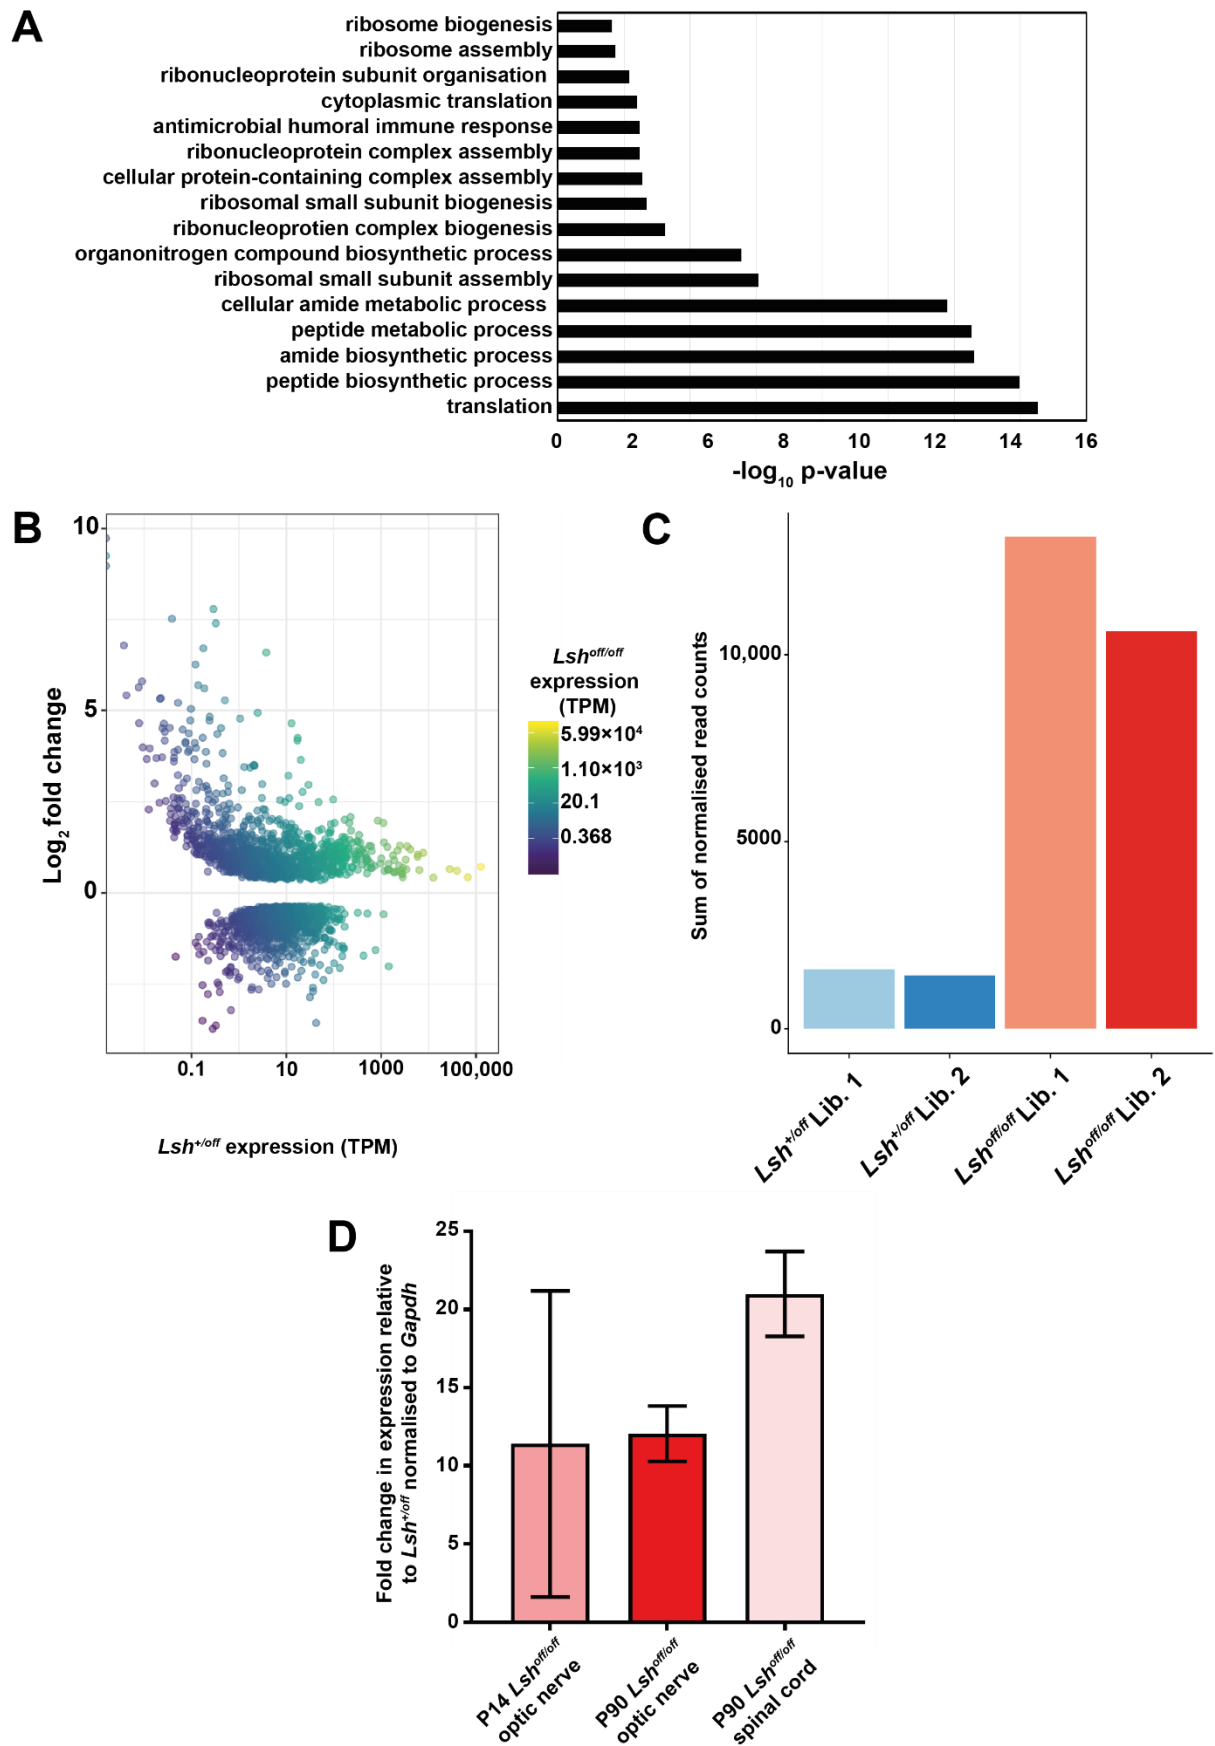 A
ribosome biogenesis
ribosome assembly
ribonucleoprotein subunit organisation
cytoplasmic translation
antimicrobial humoral immune response
ribonucleoprotein complex assembly
cellular protein-containing complex assembly
ribosomal small subunit biogenesis
ribonucleoprotien complex biogenesis
organonitrogen compound biosynthetic process
ribosomal small subunit assembly
cellular amide metabolic process
peptide metabolic process
amide biosynthetic process
peptide biosynthetic process
translation
0 2 6 8 10 12 14 16
-log₁₀ p-value
B
10
5
0
Log₂ fold change
0.1 10 1000 100,000
Lsh⁺/ᵒᶠᶠ expression (TPM)
Lshᵒᶠᶠ/ᵒᶠᶠ
expression
(TPM)
5.99×10⁴
1.10×10³
20.1
0.368
C
Sum of normalised read counts
10,000
5000
0
Lsh⁺/ᵒᶠᶠ Lib. 1
Lsh⁺/ᵒᶠᶠ Lib. 2
Lshᵒᶠᶠ/ᵒᶠᶠ Lib. 1
Lshᵒᶠᶠ/ᵒᶠᶠ Lib. 2
D
Fold change in expression relative
to Lsh⁺/ᵒᶠᶠ normalised to Gapdh
25
20
15
10
5
0
P14 Lshᵒᶠᶠ/ᵒᶠᶠ
optic nerve
P90 Lshᵒᶠᶠ/ᵒᶠᶠ
optic nerve
P90 Lshᵒᶠᶠ/ᵒᶠᶠ
spinal cord